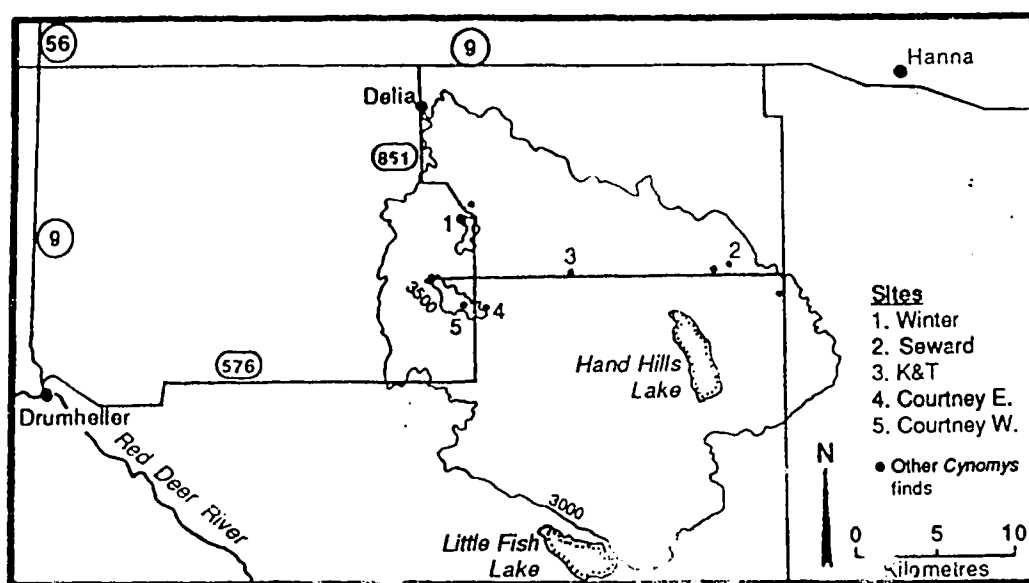 56
9
Hanna
Delia
851
1
9
3
2
3500
5
4
Sites
1. Winter
2. Seward
3. K&T
4. Courtney E.
5. Courtney W.
• Other Cynomys
finds
Hand Hills
Lake
576
Drumheller
Red Deer River
N
3000
Little Fish
Lake
0 5 10
Kilometres